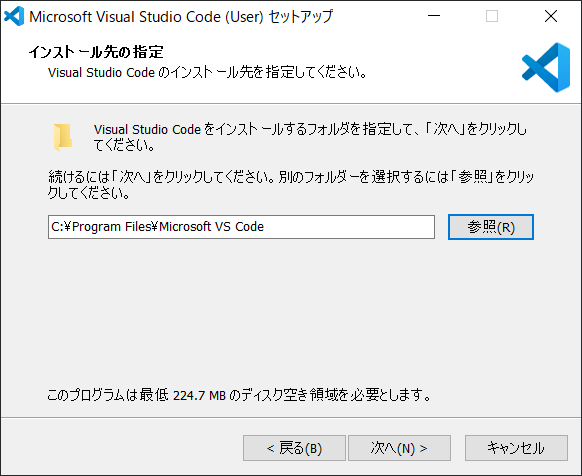 Microsoft Visual Studio Code (User) セットアップ
インストール先の指定
Visual Studio Code のインストール先を指定してください。
Visual Studio Code をインストールするフォルダを指定して、「次へ」をクリックし
てください。
続けるには「次へ」をクリックしてください。別のフォルダーを選択するには「参照」をクリッ
クしてください。
C:¥Program Files¥Microsoft VS Code
参照(R)
このプログラムは最低 224.7 MB のディスク空き領域を必要とします。
< 戻る(B)
次へ(N) >
キャンセル